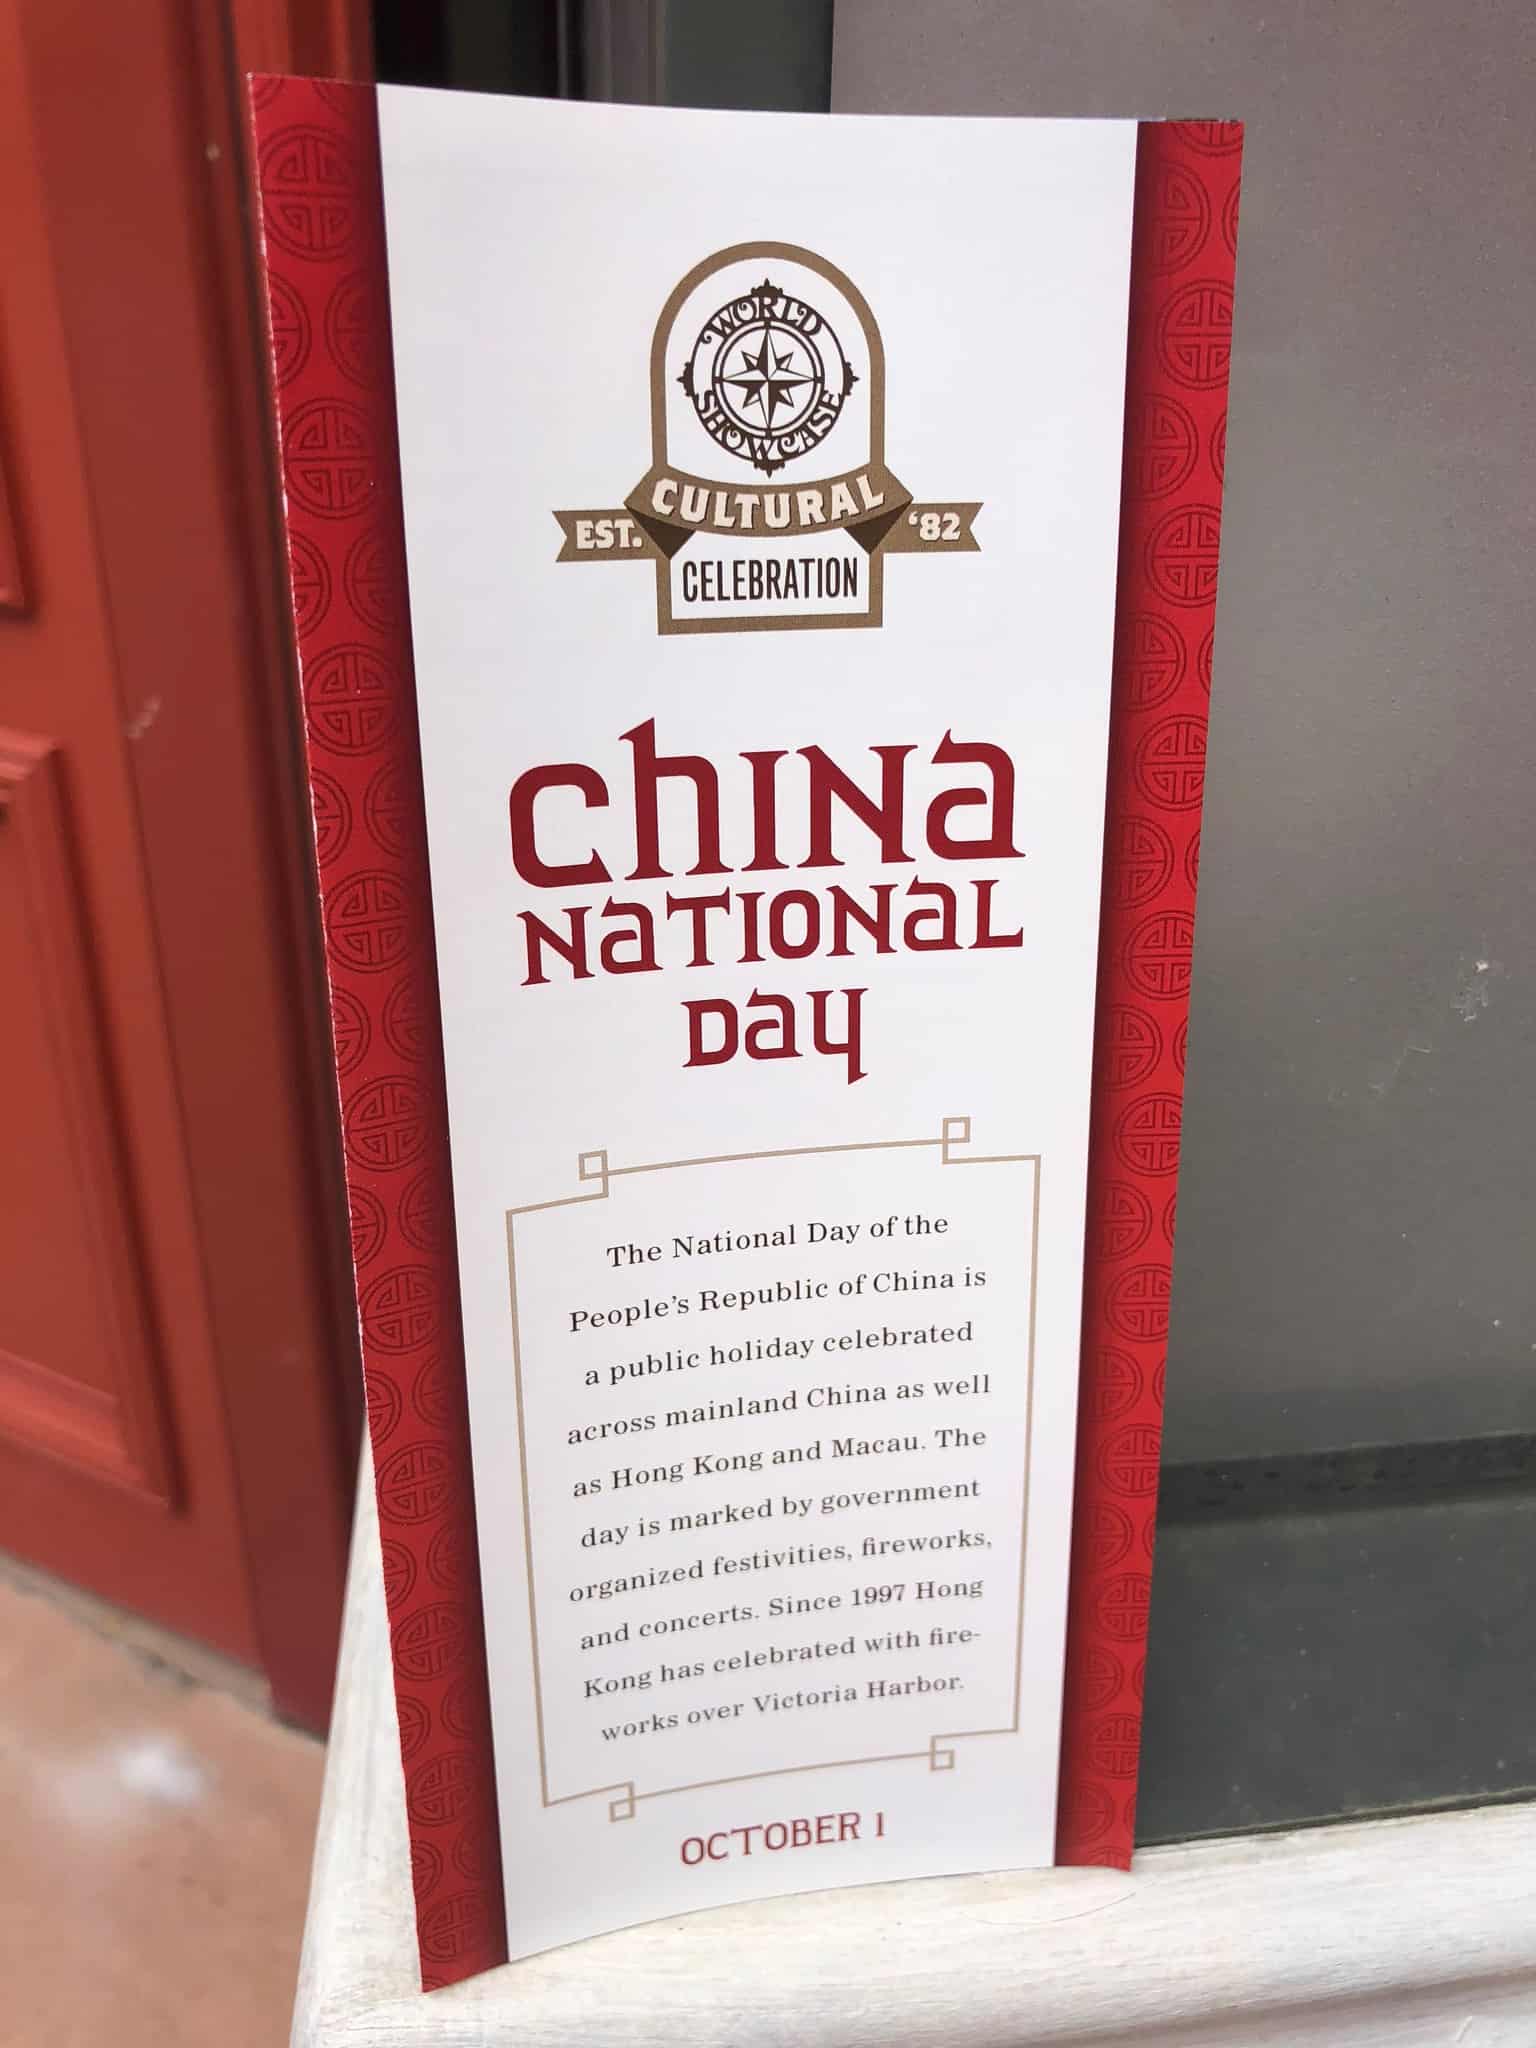 WORLD
SHOWCASE
CULTURAL
EST. '82
CELEBRATION
China
National
Day
The National Day of the
People's Republic of China is
a public holiday celebrated
across mainland China as well
as Hong Kong and Macau. The
day is marked by government
organized festivities, fireworks,
and concerts. Since 1997 Hong
Kong has celebrated with fire-
works over Victoria Harbor.
OCTOBER 1